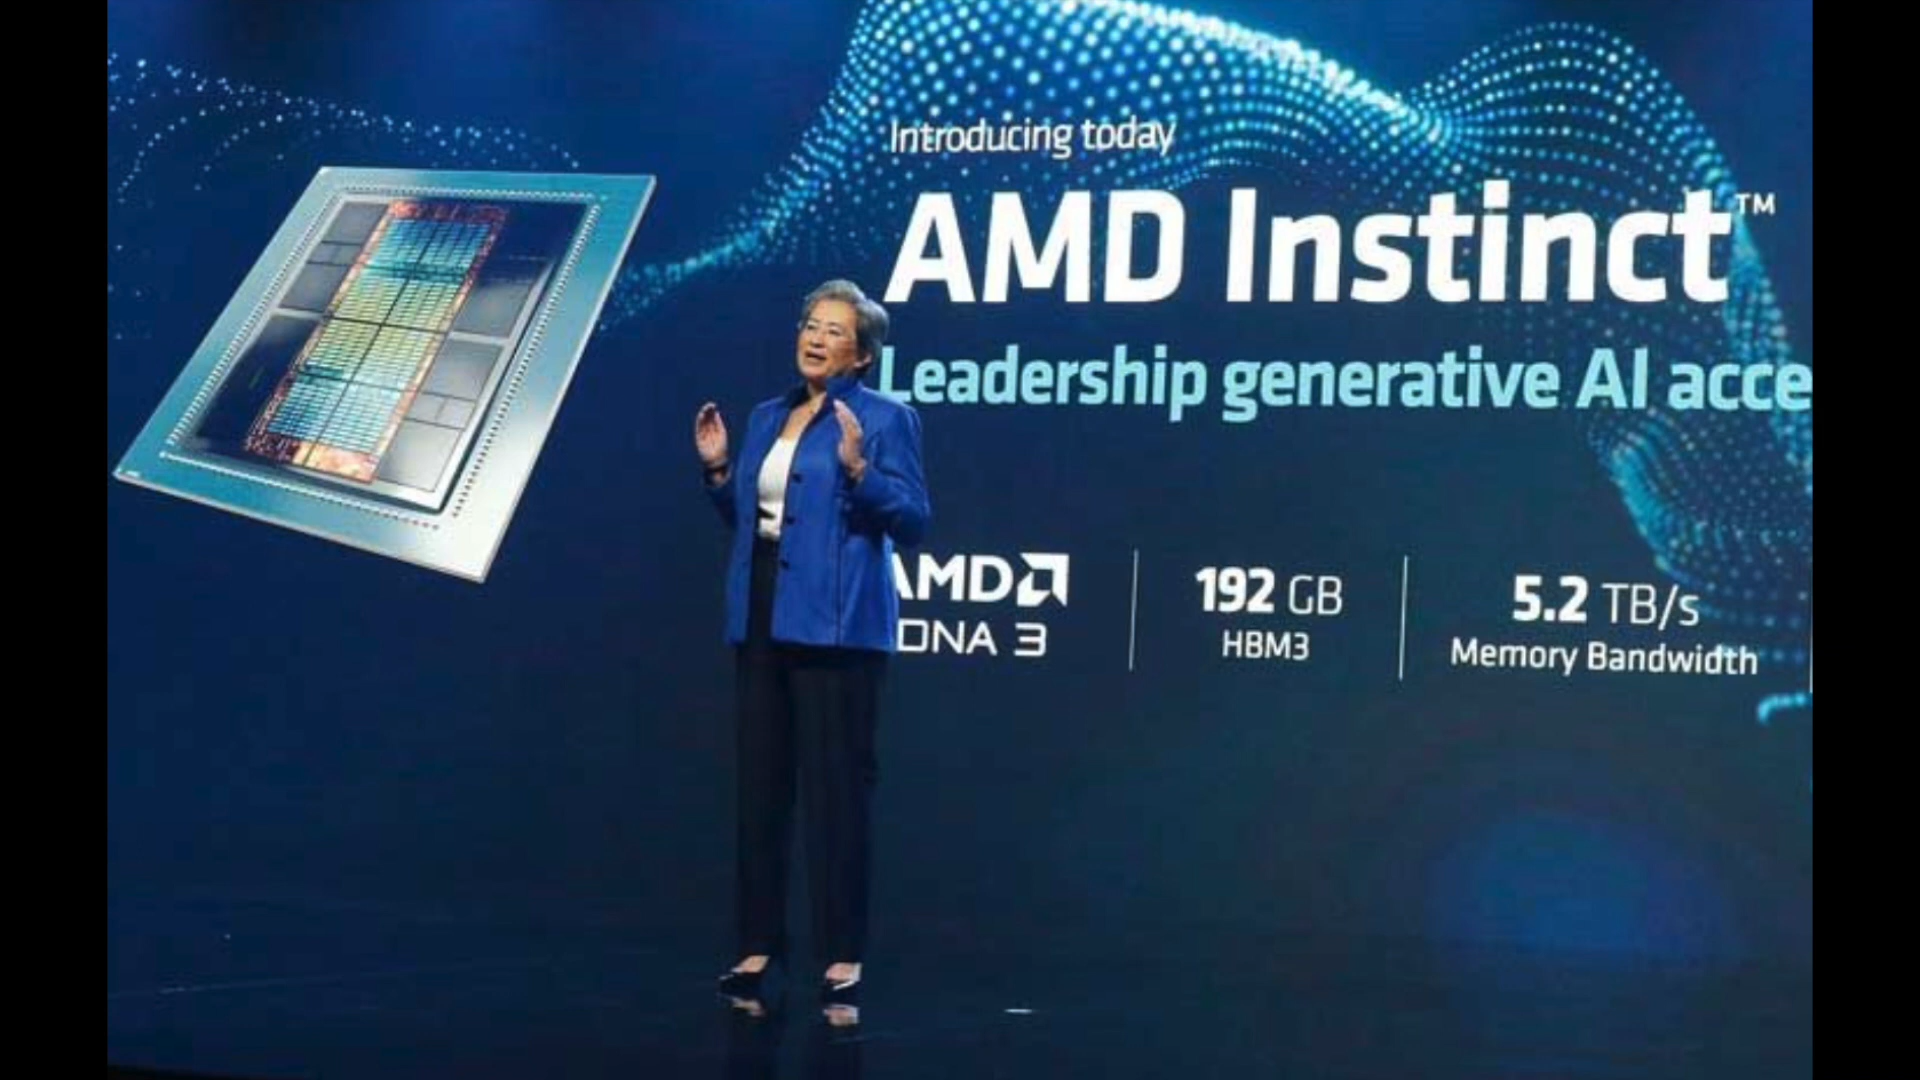 Introducing today
AMD Instinct™
Leadership generative AI acce
AMD
DNA 3
192 GB
HBM3
5.2 TB/s
Memory Bandwidth